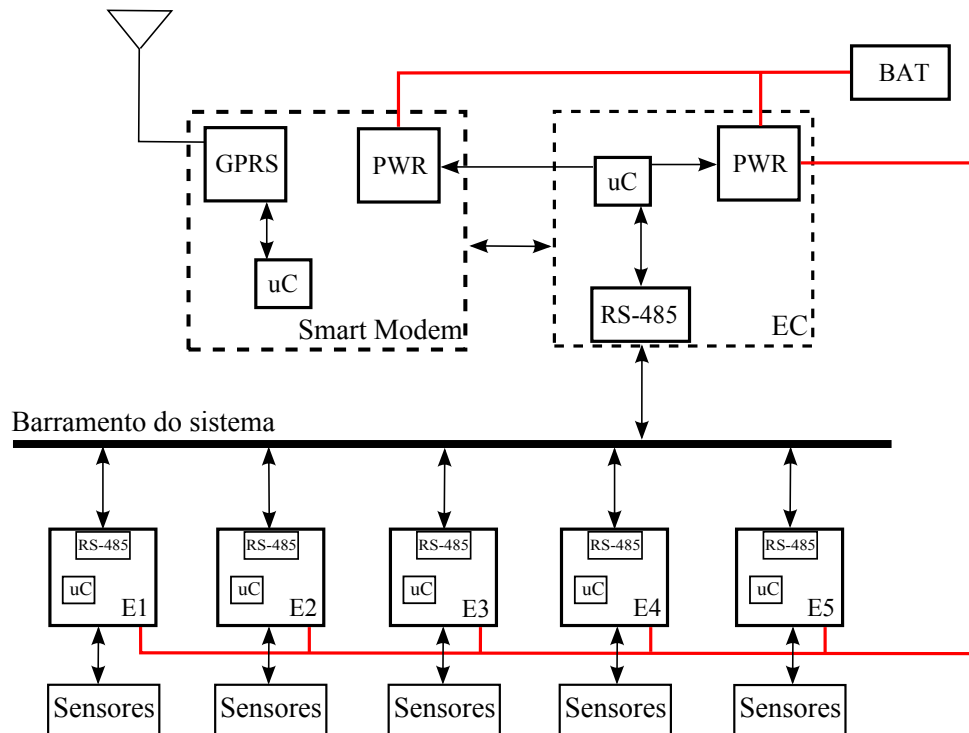 BAT
GPRS
PWR
uC
PWR
uC
Smart Modem
RS-485
EC
Barramento do sistema
RS-485
uC
E1
RS-485
uC
E2
RS-485
uC
E3
RS-485
uC
E4
RS-485
uC
E5
Sensores
Sensores
Sensores
Sensores
Sensores